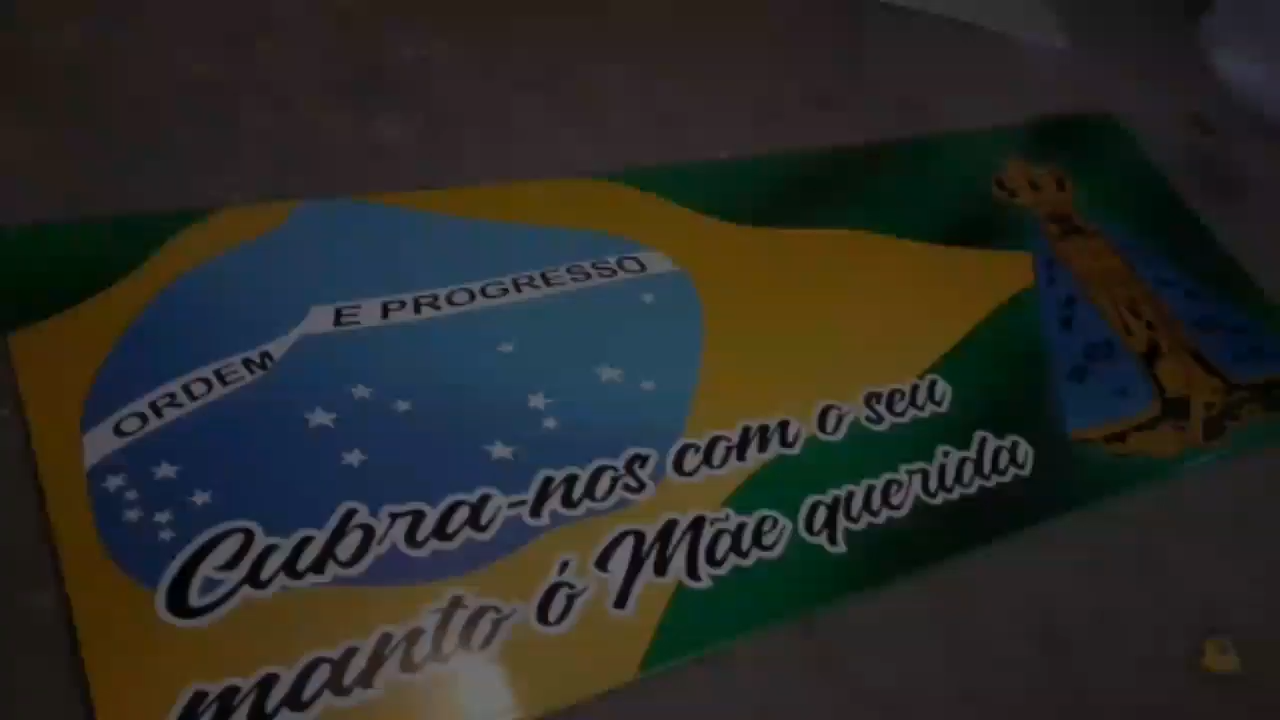 ORDEM E PROGRESSO
Cubra-nos com o seu
manto ó Mãe querida